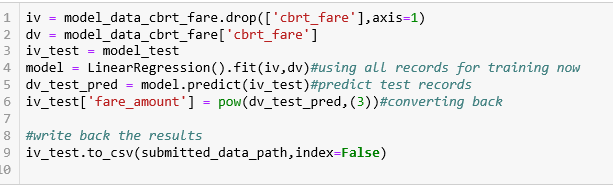 1 iv = model_data_cbrt_fare.drop(['cbrt_fare'],axis=1)
2 dv = model_data_cbrt_fare['cbrt_fare']
3 iv_test = model_test
4 model = LinearRegression().fit(iv,dv)#using all records for training now
5 dv_test_pred = model.predict(iv_test)#predict test records
6 iv_test['fare_amount'] = pow(dv_test_pred,(3))#converting back
7
8 #write back the results
9 iv_test.to_csv(submitted_data_path,index=False)
10